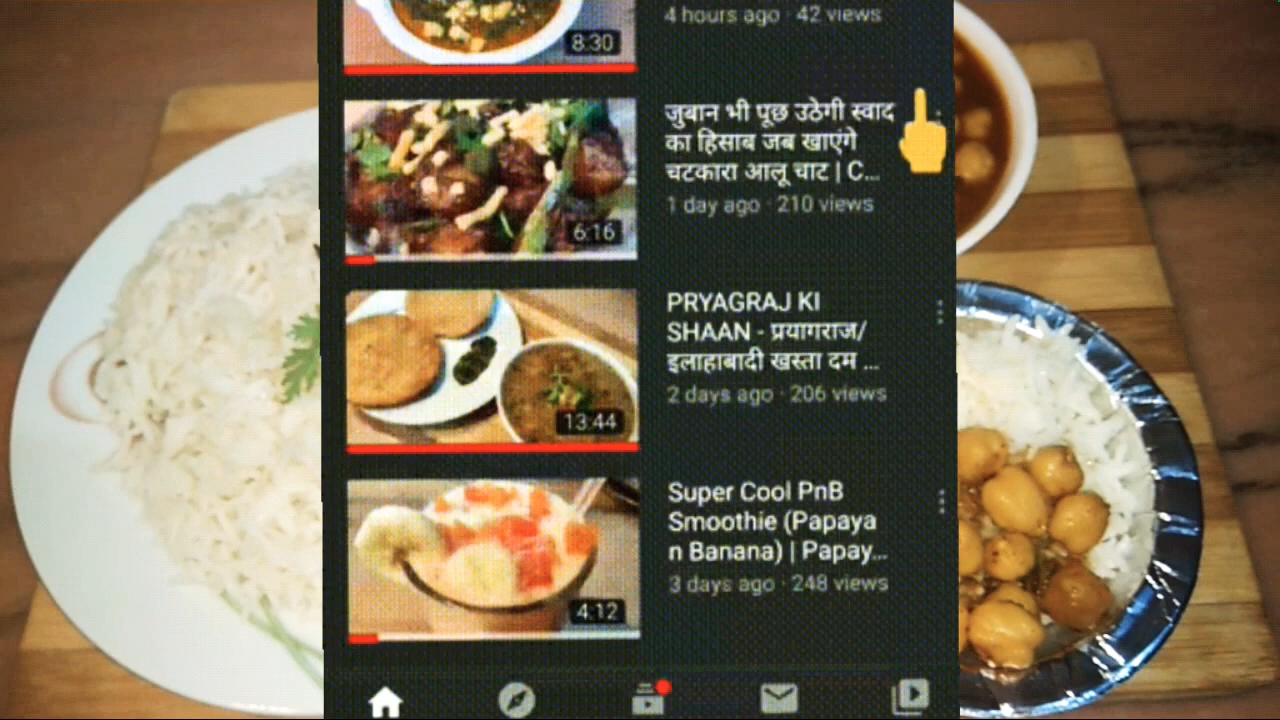 8:30
4 hours ago · 42 views
जुबान भी पूछ उठेगी स्वाद
का हिसाब जब खाएंगे
चटकारा आलू चाट | C...
1 day ago · 210 views
6:16
PRYAGRAJ KI
SHAAN - प्रयागराज/
इलाहाबादी खस्ता दम ...
2 days ago · 206 views
13:44
Super Cool PnB
Smoothie (Papaya
n Banana) | Papay...
3 days ago · 248 views
4:12